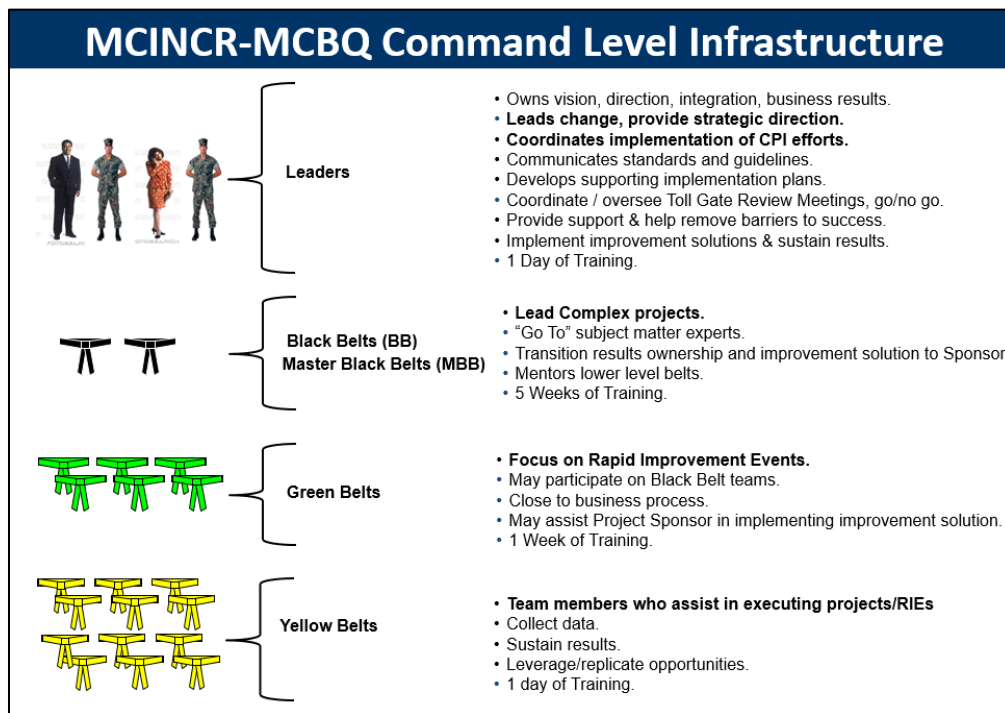 MCINCR-MCBQ Command Level Infrastructure
Leaders
• Owns vision, direction, integration, business results.
• Leads change, provide strategic direction.
• Coordinates implementation of CPI efforts.
• Communicates standards and guidelines.
• Develops supporting implementation plans.
• Coordinate / oversee Toll Gate Review Meetings, go/no go.
• Provide support & help remove barriers to success.
• Implement improvement solutions & sustain results.
• 1 Day of Training.
Black Belts (BB)
Master Black Belts (MBB)
• Lead Complex projects.
• “Go To” subject matter experts.
• Transition results ownership and improvement solution to Sponsor
• Mentors lower level belts.
• 5 Weeks of Training.
Green Belts
• Focus on Rapid Improvement Events.
• May participate on Black Belt teams.
• Close to business process.
• May assist Project Sponsor in implementing improvement solution.
• 1 Week of Training.
Yellow Belts
• Team members who assist in executing projects/RIEs
• Collect data.
• Sustain results.
• Leverage/replicate opportunities.
• 1 day of Training.